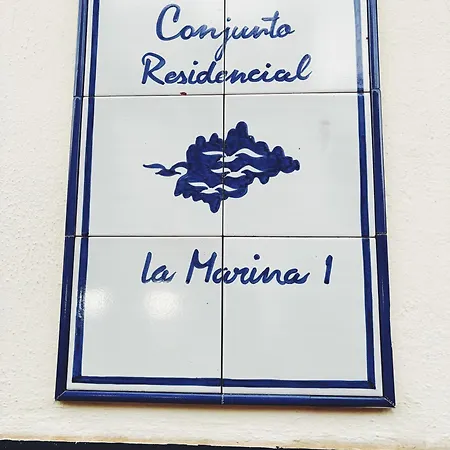 Conjunto
Residencial
la Marina 1